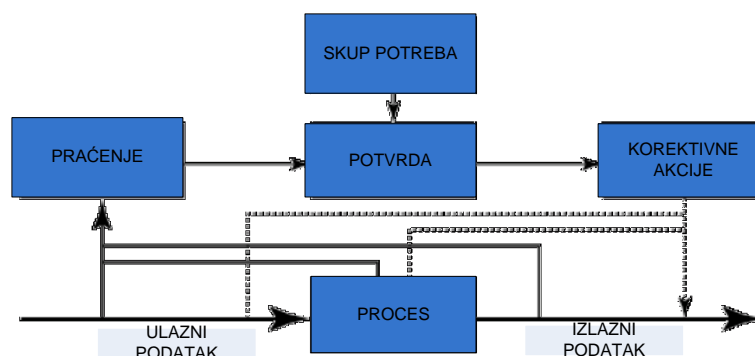 SKUP POTREBA
PRAĆENJE
POTVRDA
KOREKTIVNE
AKCIJE
PROCES
ULAZNI
PODATAK
IZLAZNI
PODATAK